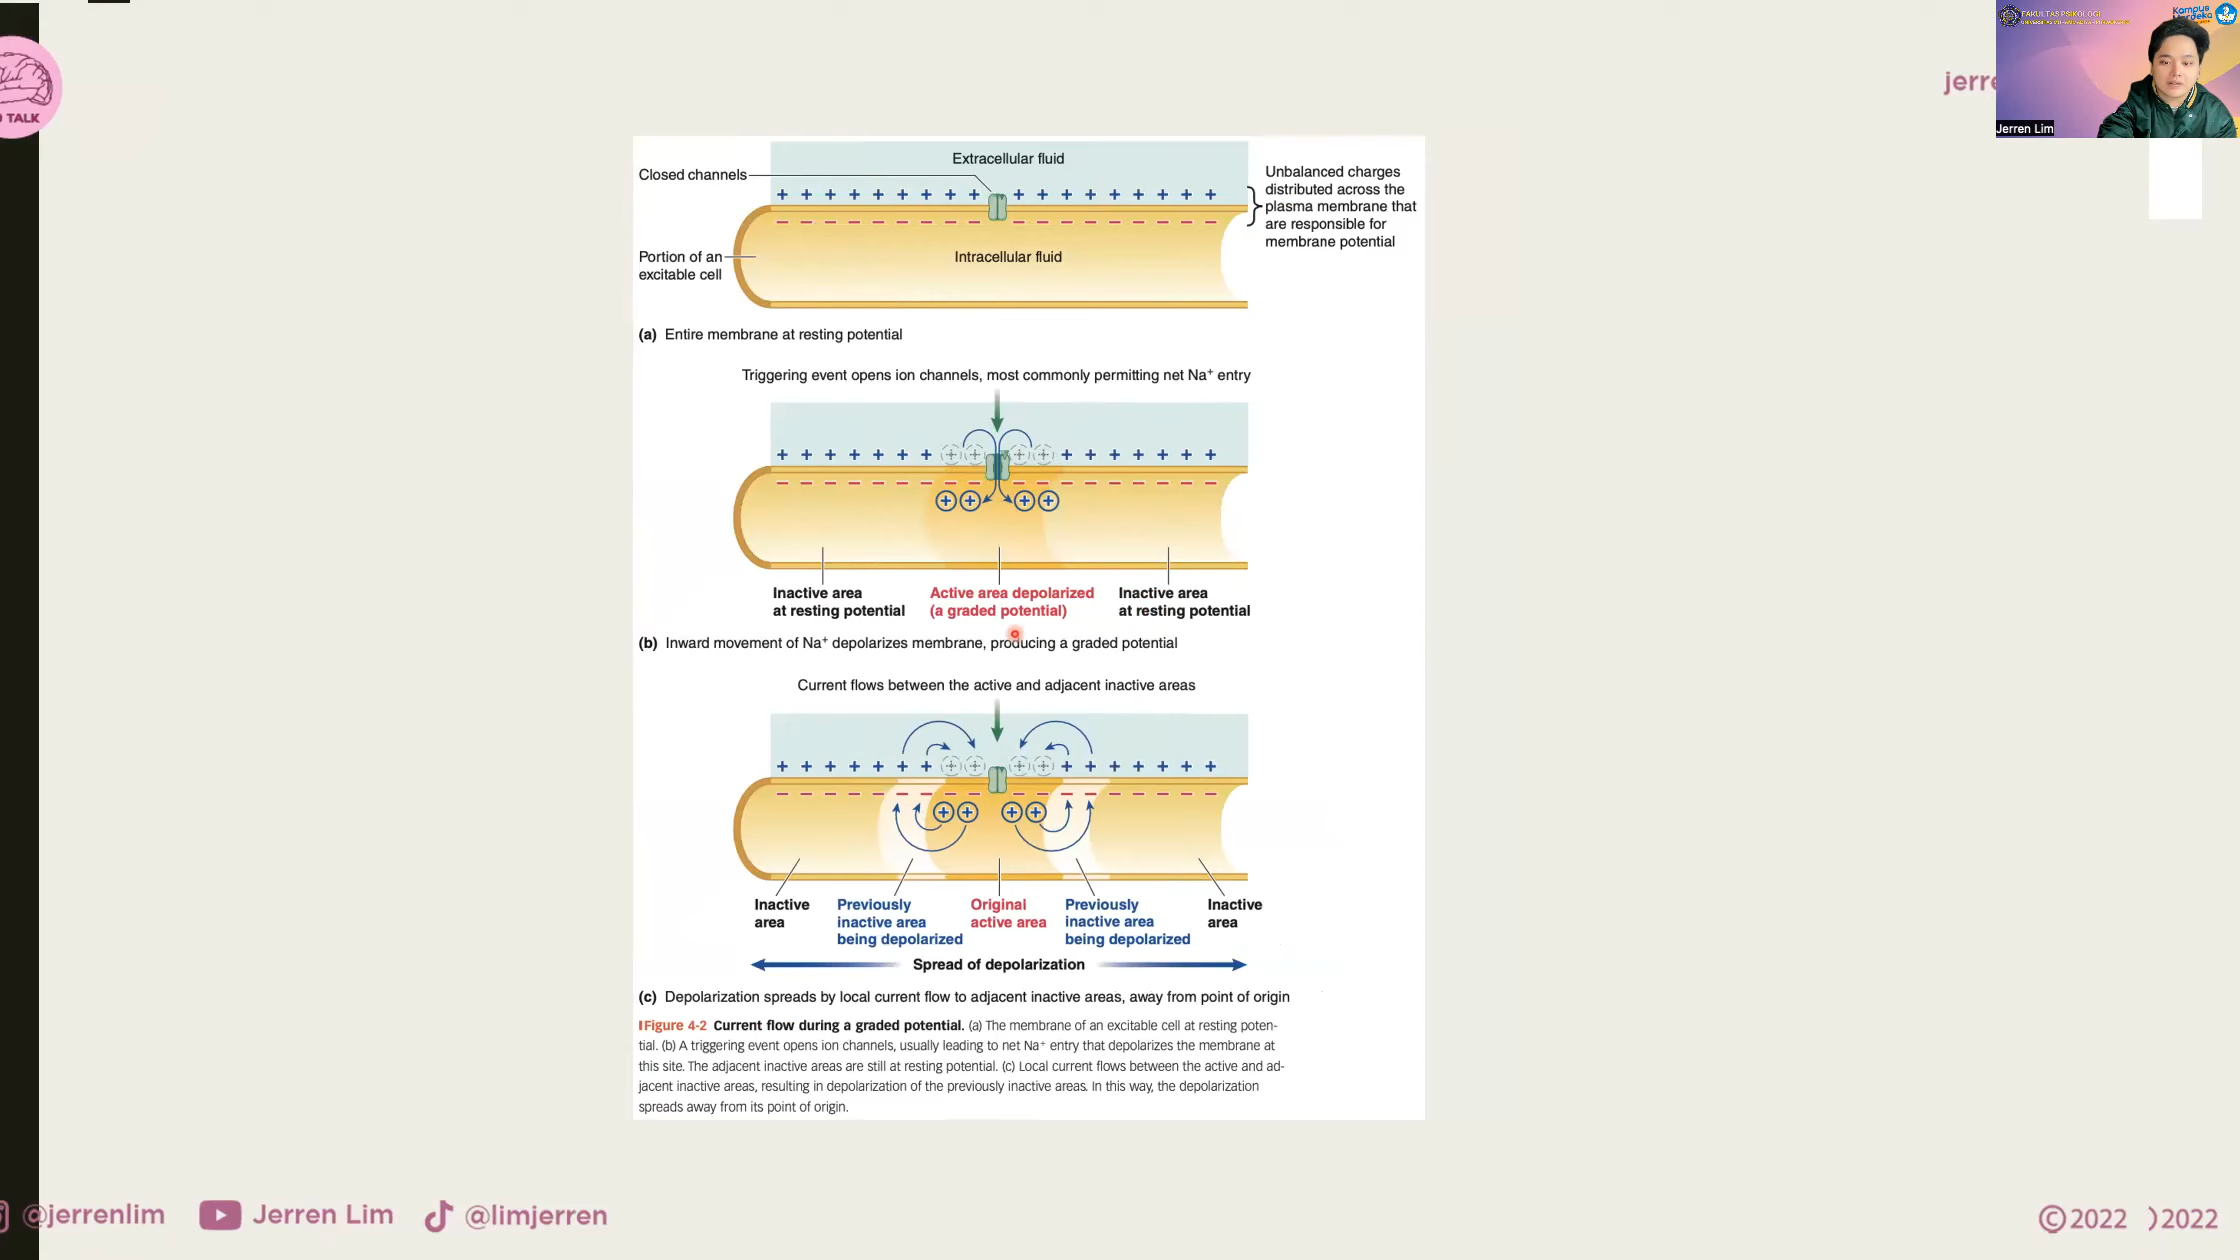 TALK
jerre
FAKULTAS PSIKOLOGI
Kampus
Merdeka
Jerren Lim
Extracellular fluid
Closed channels
+ + + + + + + + + + + + + + + + + +
Unbalanced charges
distributed across the
plasma membrane that
are responsible for
membrane potential
Portion of an
excitable cell
Intracellular fluid
(a) Entire membrane at resting potential
Triggering event opens ion channels, most commonly permitting net Na⁺ entry
+ + + + + + + + + + + + + + + + + +
+ + + +
Inactive area
at resting potential
Active area depolarized
(a graded potential)
Inactive area
at resting potential
(b) Inward movement of Na⁺ depolarizes membrane, producing a graded potential
Current flows between the active and adjacent inactive areas
+ + + + + + + + + + + + + + + + + +
+ + + +
Inactive
area
Previously
inactive area
being depolarized
Original
active area
Previously
inactive area
being depolarized
Inactive
area
Spread of depolarization
(c) Depolarization spreads by local current flow to adjacent inactive areas, away from point of origin
Figure 4-2 Current flow during a graded potential. (a) The membrane of an excitable cell at resting poten-
tial. (b) A triggering event opens ion channels, usually leading to net Na⁺ entry that depolarizes the membrane at
this site. The adjacent inactive areas are still at resting potential. (c) Local current flows between the active and ad-
jacent inactive areas, resulting in depolarization of the previously inactive areas. In this way, the depolarization
spreads away from its point of origin.
@jerrenlim
Jerren Lim
@limjerren
©2022
)2022